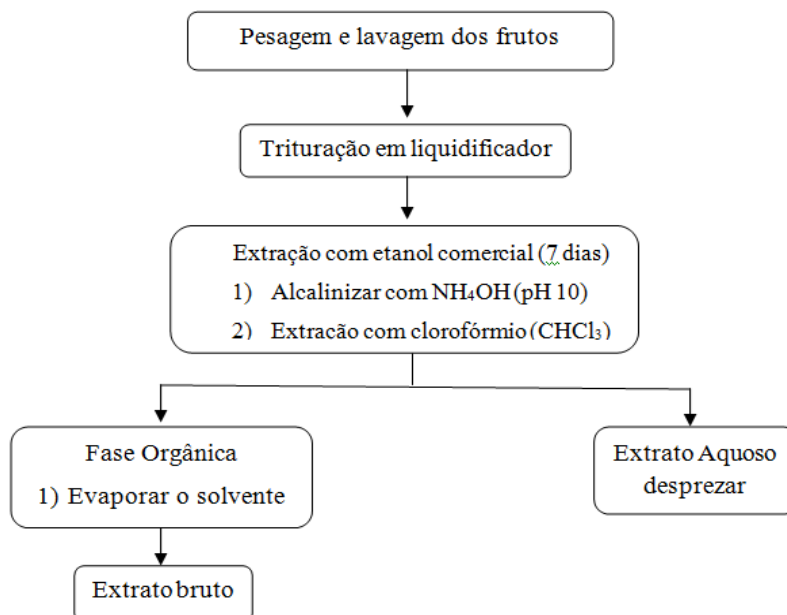 Pesagem e lavagem dos frutos
Trituração em liquidificador
Extração com etanol comercial (7 dias)
1) Alcalinizar com NH₄OH (pH 10)
2) Extracão com clorofórmio (CHCl₃)
Fase Orgânica
1) Evaporar o solvente
Extrato Aquoso
desprezar
Extrato bruto